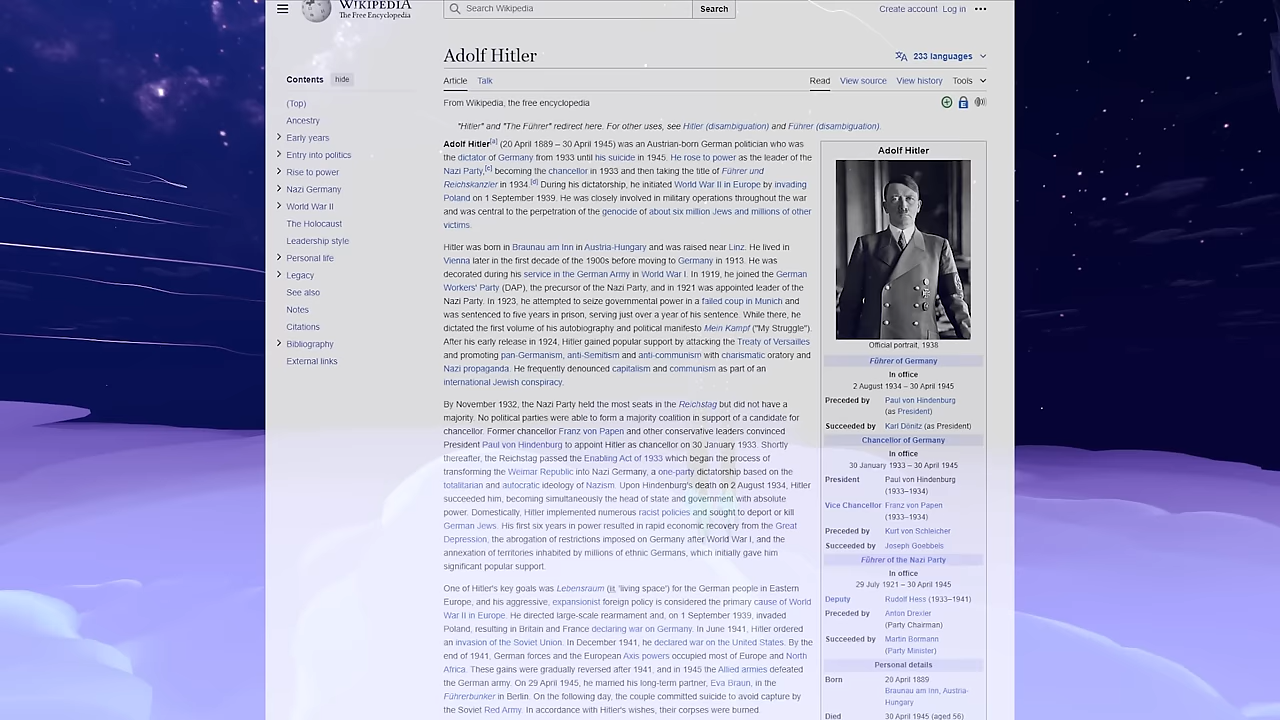 WIKIPEDIA
The Free Encyclopedia
Search Wikipedia
Search
Create account Log in
Adolf Hitler
233 languages
Contents hide
Article Talk
Read View source View history Tools
(Top)
Ancestry
Early years
Entry into politics
Rise to power
Nazi Germany
World War II
The Holocaust
Leadership style
Personal life
Legacy
See also
Notes
Citations
Bibliography
External links
From Wikipedia, the free encyclopedia
"Hitler" and "The Führer" redirect here. For other uses, see Hitler (disambiguation) and Führer (disambiguation).
Adolf Hitler[a] (20 April 1889 – 30 April 1945) was an Austrian-born German politician who was
the dictator of Germany from 1933 until his suicide in 1945. He rose to power as the leader of the
Nazi Party,[c] becoming the chancellor in 1933 and then taking the title of Führer und
Reichskanzler in 1934.[d] During his dictatorship, he initiated World War II in Europe by invading
Poland on 1 September 1939. He was closely involved in military operations throughout the war
and was central to the perpetration of the genocide of about six million Jews and millions of other
victims.
Hitler was born in Braunau am Inn in Austria-Hungary and was raised near Linz. He lived in
Vienna later in the first decade of the 1900s before moving to Germany in 1913. He was
decorated during his service in the German Army in World War I. In 1919, he joined the German
Workers' Party (DAP), the precursor of the Nazi Party, and in 1921 was appointed leader of the
Nazi Party. In 1923, he attempted to seize governmental power in a failed coup in Munich and
was sentenced to five years in prison, serving just over a year of his sentence. While there, he
dictated the first volume of his autobiography and political manifesto Mein Kampf ("My Struggle").
After his early release in 1924, Hitler gained popular support by attacking the Treaty of Versailles
and promoting pan-Germanism, anti-Semitism and anti-communism with charismatic oratory and
Nazi propaganda. He frequently denounced capitalism and communism as part of an
international Jewish conspiracy.
By November 1932, the Nazi Party held the most seats in the Reichstag but did not have a
majority. No political parties were able to form a majority coalition in support of a candidate for
chancellor. Former chancellor Franz von Papen and other conservative leaders convinced
President Paul von Hindenburg to appoint Hitler as chancellor on 30 January 1933. Shortly
thereafter, the Reichstag passed the Enabling Act of 1933 which began the process of
transforming the Weimar Republic into Nazi Germany, a one-party dictatorship based on the
totalitarian and autocratic ideology of Nazism. Upon Hindenburg's death on 2 August 1934, Hitler
succeeded him, becoming simultaneously the head of state and government with absolute
power. Domestically, Hitler implemented numerous racist policies and sought to deport or kill
German Jews. His first six years in power resulted in rapid economic recovery from the Great
Depression, the abrogation of restrictions imposed on Germany after World War I, and the
annexation of territories inhabited by millions of ethnic Germans, which initially gave him
significant popular support.
One of Hitler's key goals was Lebensraum (lit. 'living space') for the German people in Eastern
Europe, and his aggressive, expansionist foreign policy is considered the primary cause of World
War II in Europe. He directed large-scale rearmament and, on 1 September 1939, invaded
Poland, resulting in Britain and France declaring war on Germany. In June 1941, Hitler ordered
an invasion of the Soviet Union. In December 1941, he declared war on the United States. By the
end of 1941, German forces and the European Axis powers occupied most of Europe and North
Africa. These gains were gradually reversed after 1941, and in 1945 the Allied armies defeated
the German army. On 29 April 1945, he married his long-term partner, Eva Braun, in the
Führerbunker in Berlin. On the following day, the couple committed suicide to avoid capture by
the Soviet Red Army. In accordance with Hitler's wishes, their corpses were burned
Adolf Hitler
Official portrait, 1938
Führer of Germany
In office
2 August 1934 – 30 April 1945
Preceded by Paul von Hindenburg
(as President)
Succeeded by Karl Dönitz (as President)
Chancellor of Germany
In office
30 January 1933 – 30 April 1945
President Paul von Hindenburg
(1933–1934)
Vice Chancellor Franz von Papen
(1933–1934)
Preceded by Kurt von Schleicher
Succeeded by Joseph Goebbels
Führer of the Nazi Party
In office
29 July 1921 – 30 April 1945
Deputy Rudolf Hess (1933–1941)
Preceded by Anton Drexler
(Party Chairman)
Succeeded by Martin Bormann
(Party Minister)
Personal details
Born 20 April 1889
Braunau am Inn, Austria-
Hungary
Died 30 April 1945 (aged 56)